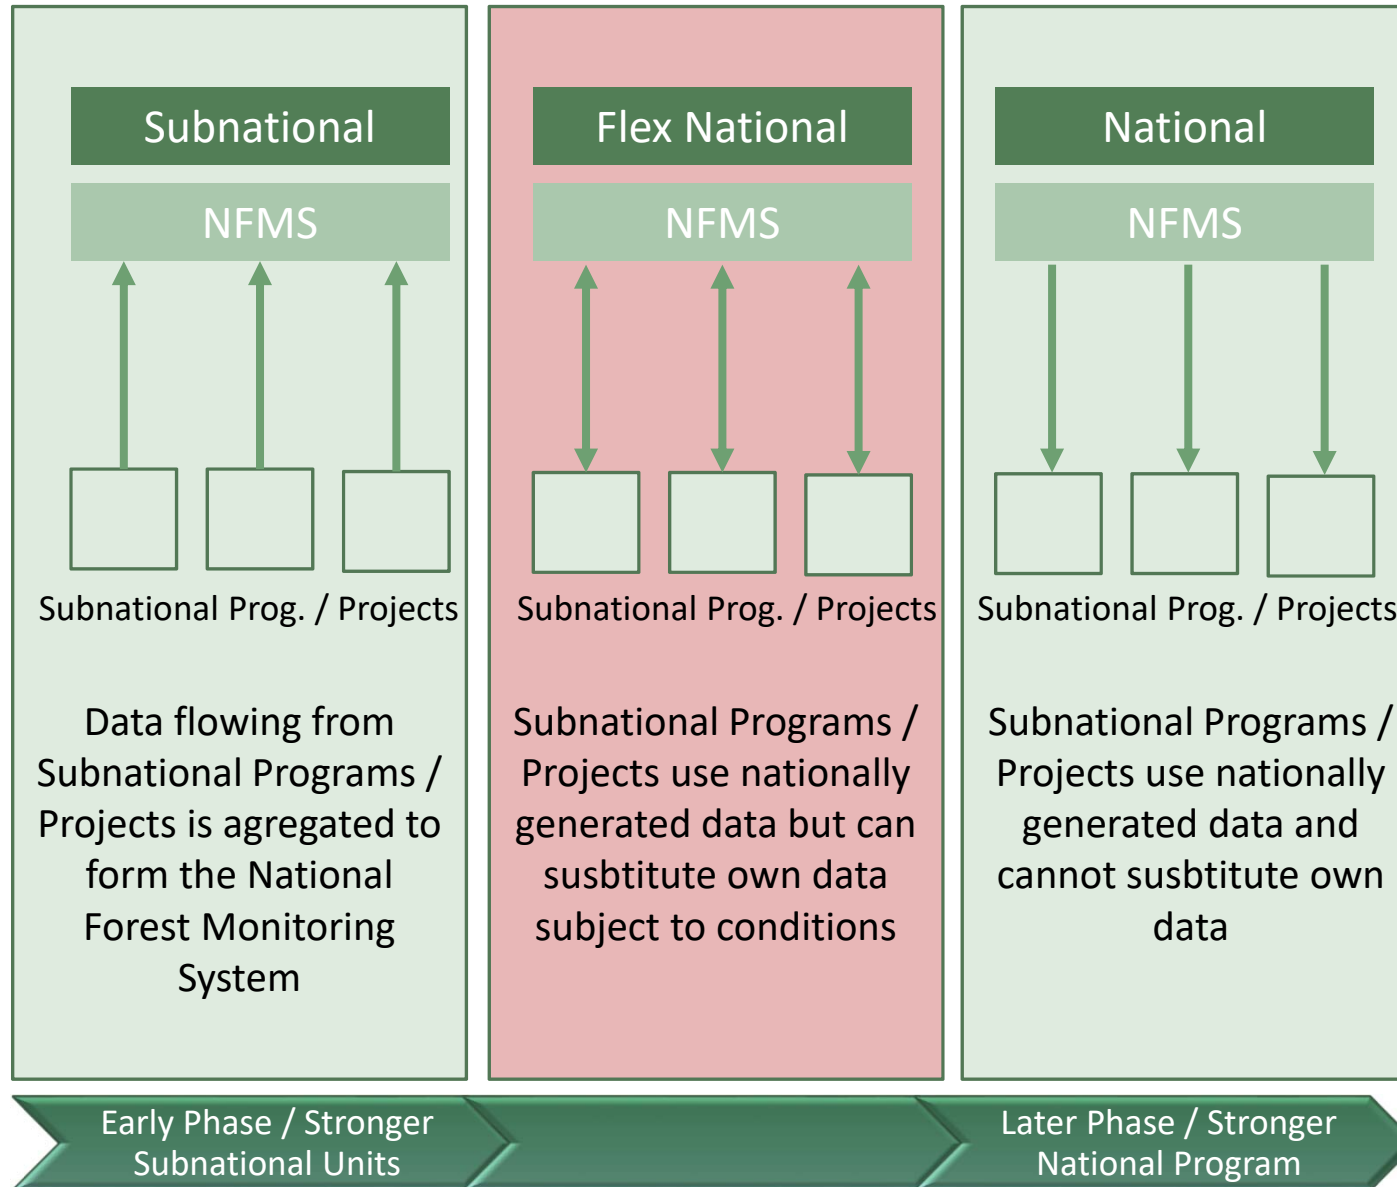 Subnational
NFMS
Subnational Prog. / Projects
Data flowing from
Subnational Programs /
Projects is agregated to
form the National
Forest Monitoring
System
Early Phase / Stronger
Subnational Units
Flex National
NFMS
Subnational Prog. / Projects
Subnational Programs /
Projects use nationally
generated data but can
susbtitute own data
subject to conditions
National
NFMS
Subnational Prog. / Projects
Subnational Programs /
Projects use nationally
generated data and
cannot susbtitute own
data
Later Phase / Stronger
National Program